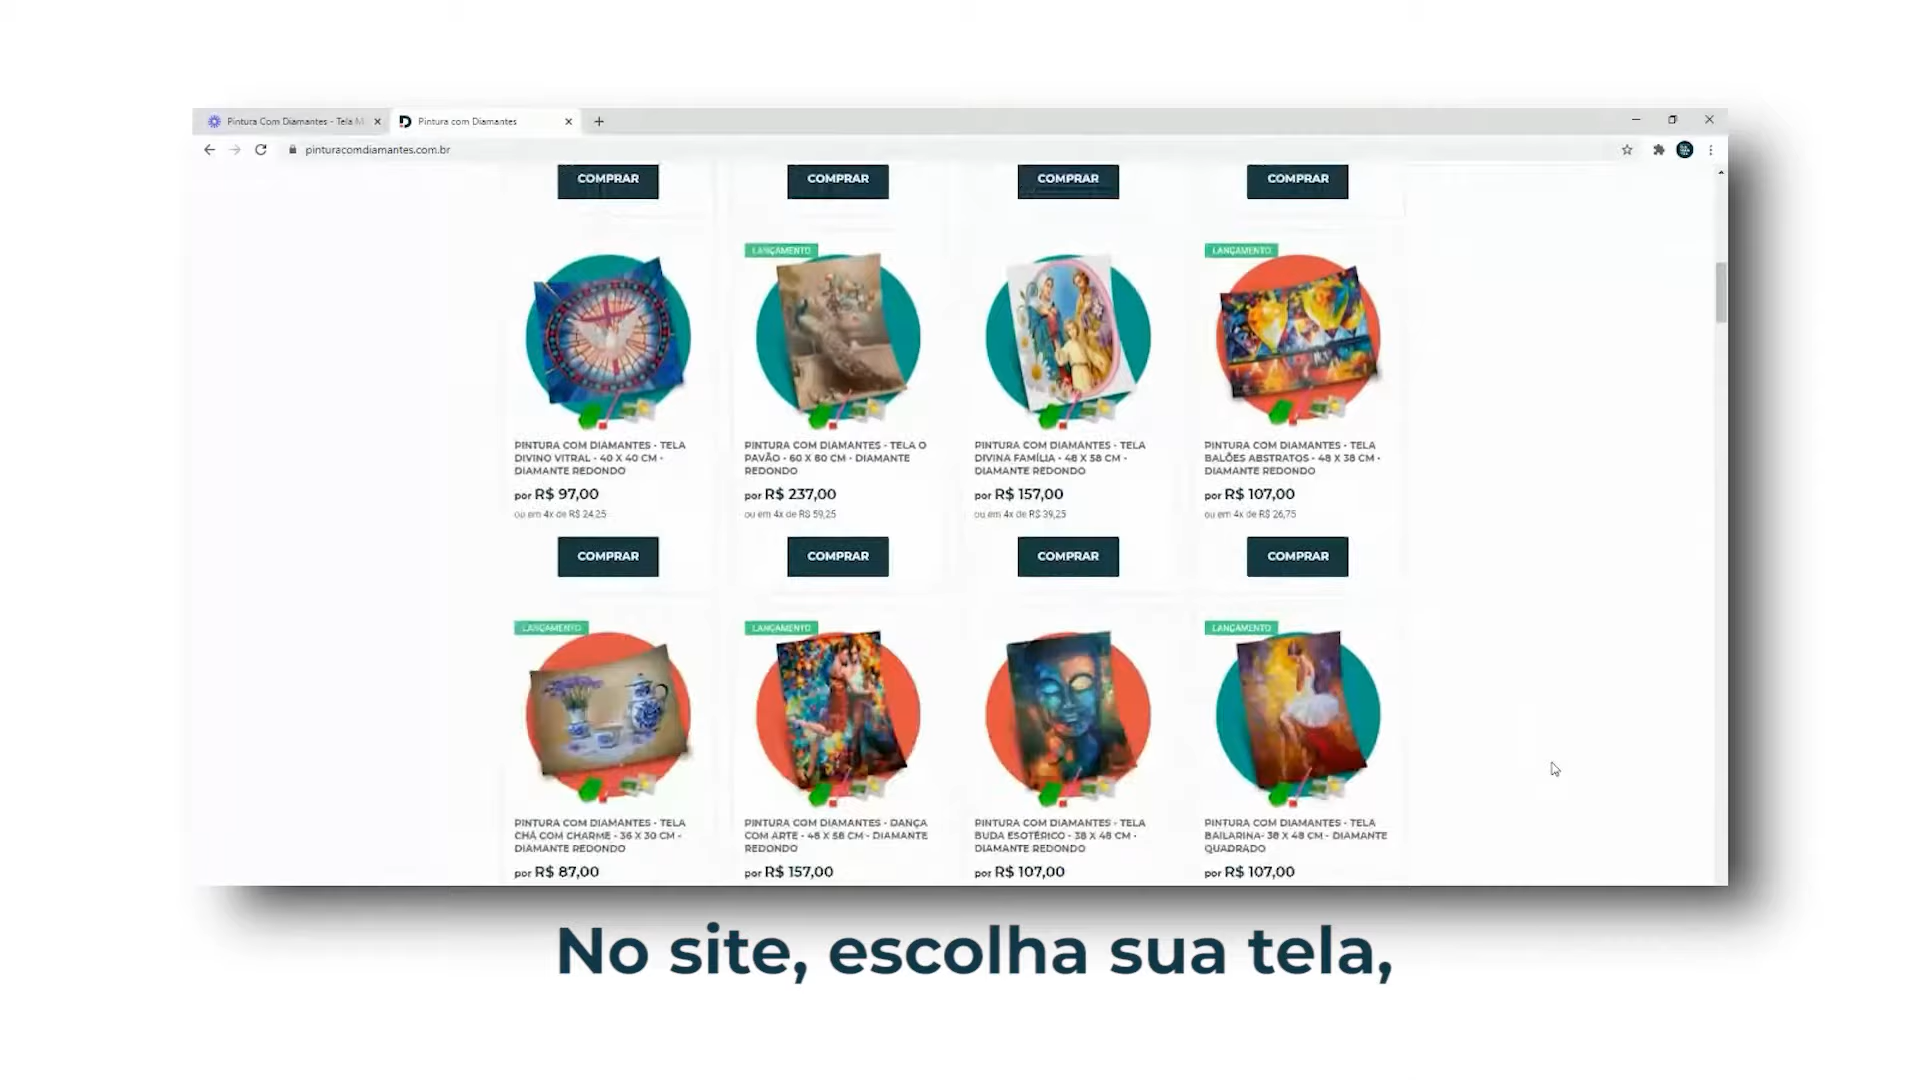 Pintura Com Diamantes - Tela M
Pintura com Diamantes
pinturacomdiamantes.com.br
COMPRAR COMPRAR COMPRAR COMPRAR
LANÇAMENTO LANÇAMENTO
PINTURA COM DIAMANTES - TELA
DIVINO VITRAL - 40 X 40 CM -
DIAMANTE REDONDO
por R$ 97,00
ou em 4x de R$ 24,25
PINTURA COM DIAMANTES - TELA O
PAVÃO - 60 X 80 CM - DIAMANTE
REDONDO
por R$ 237,00
ou em 4x de R$ 59,25
PINTURA COM DIAMANTES - TELA
DIVINA FAMÍLIA - 48 X 58 CM -
DIAMANTE REDONDO
por R$ 157,00
ou em 4x de R$ 39,25
PINTURA COM DIAMANTES - TELA
BALÕES ABSTRATOS - 48 X 38 CM -
DIAMANTE REDONDO
por R$ 107,00
ou em 4x de R$ 26,75
COMPRAR COMPRAR COMPRAR COMPRAR
LANÇAMENTO LANÇAMENTO LANÇAMENTO
PINTURA COM DIAMANTES - TELA
CHÁ COM CHARME - 36 X 30 CM -
DIAMANTE REDONDO
por R$ 87,00
PINTURA COM DIAMANTES - DANÇA
COM ARTE - 48 X 58 CM - DIAMANTE
REDONDO
por R$ 157,00
PINTURA COM DIAMANTES - TELA
BUDA ESOTÉRICO - 38 X 48 CM -
DIAMANTE REDONDO
por R$ 107,00
PINTURA COM DIAMANTES - TELA
BAILARINA- 38 X 48 CM - DIAMANTE
QUADRADO
por R$ 107,00
No site, escolha sua tela,